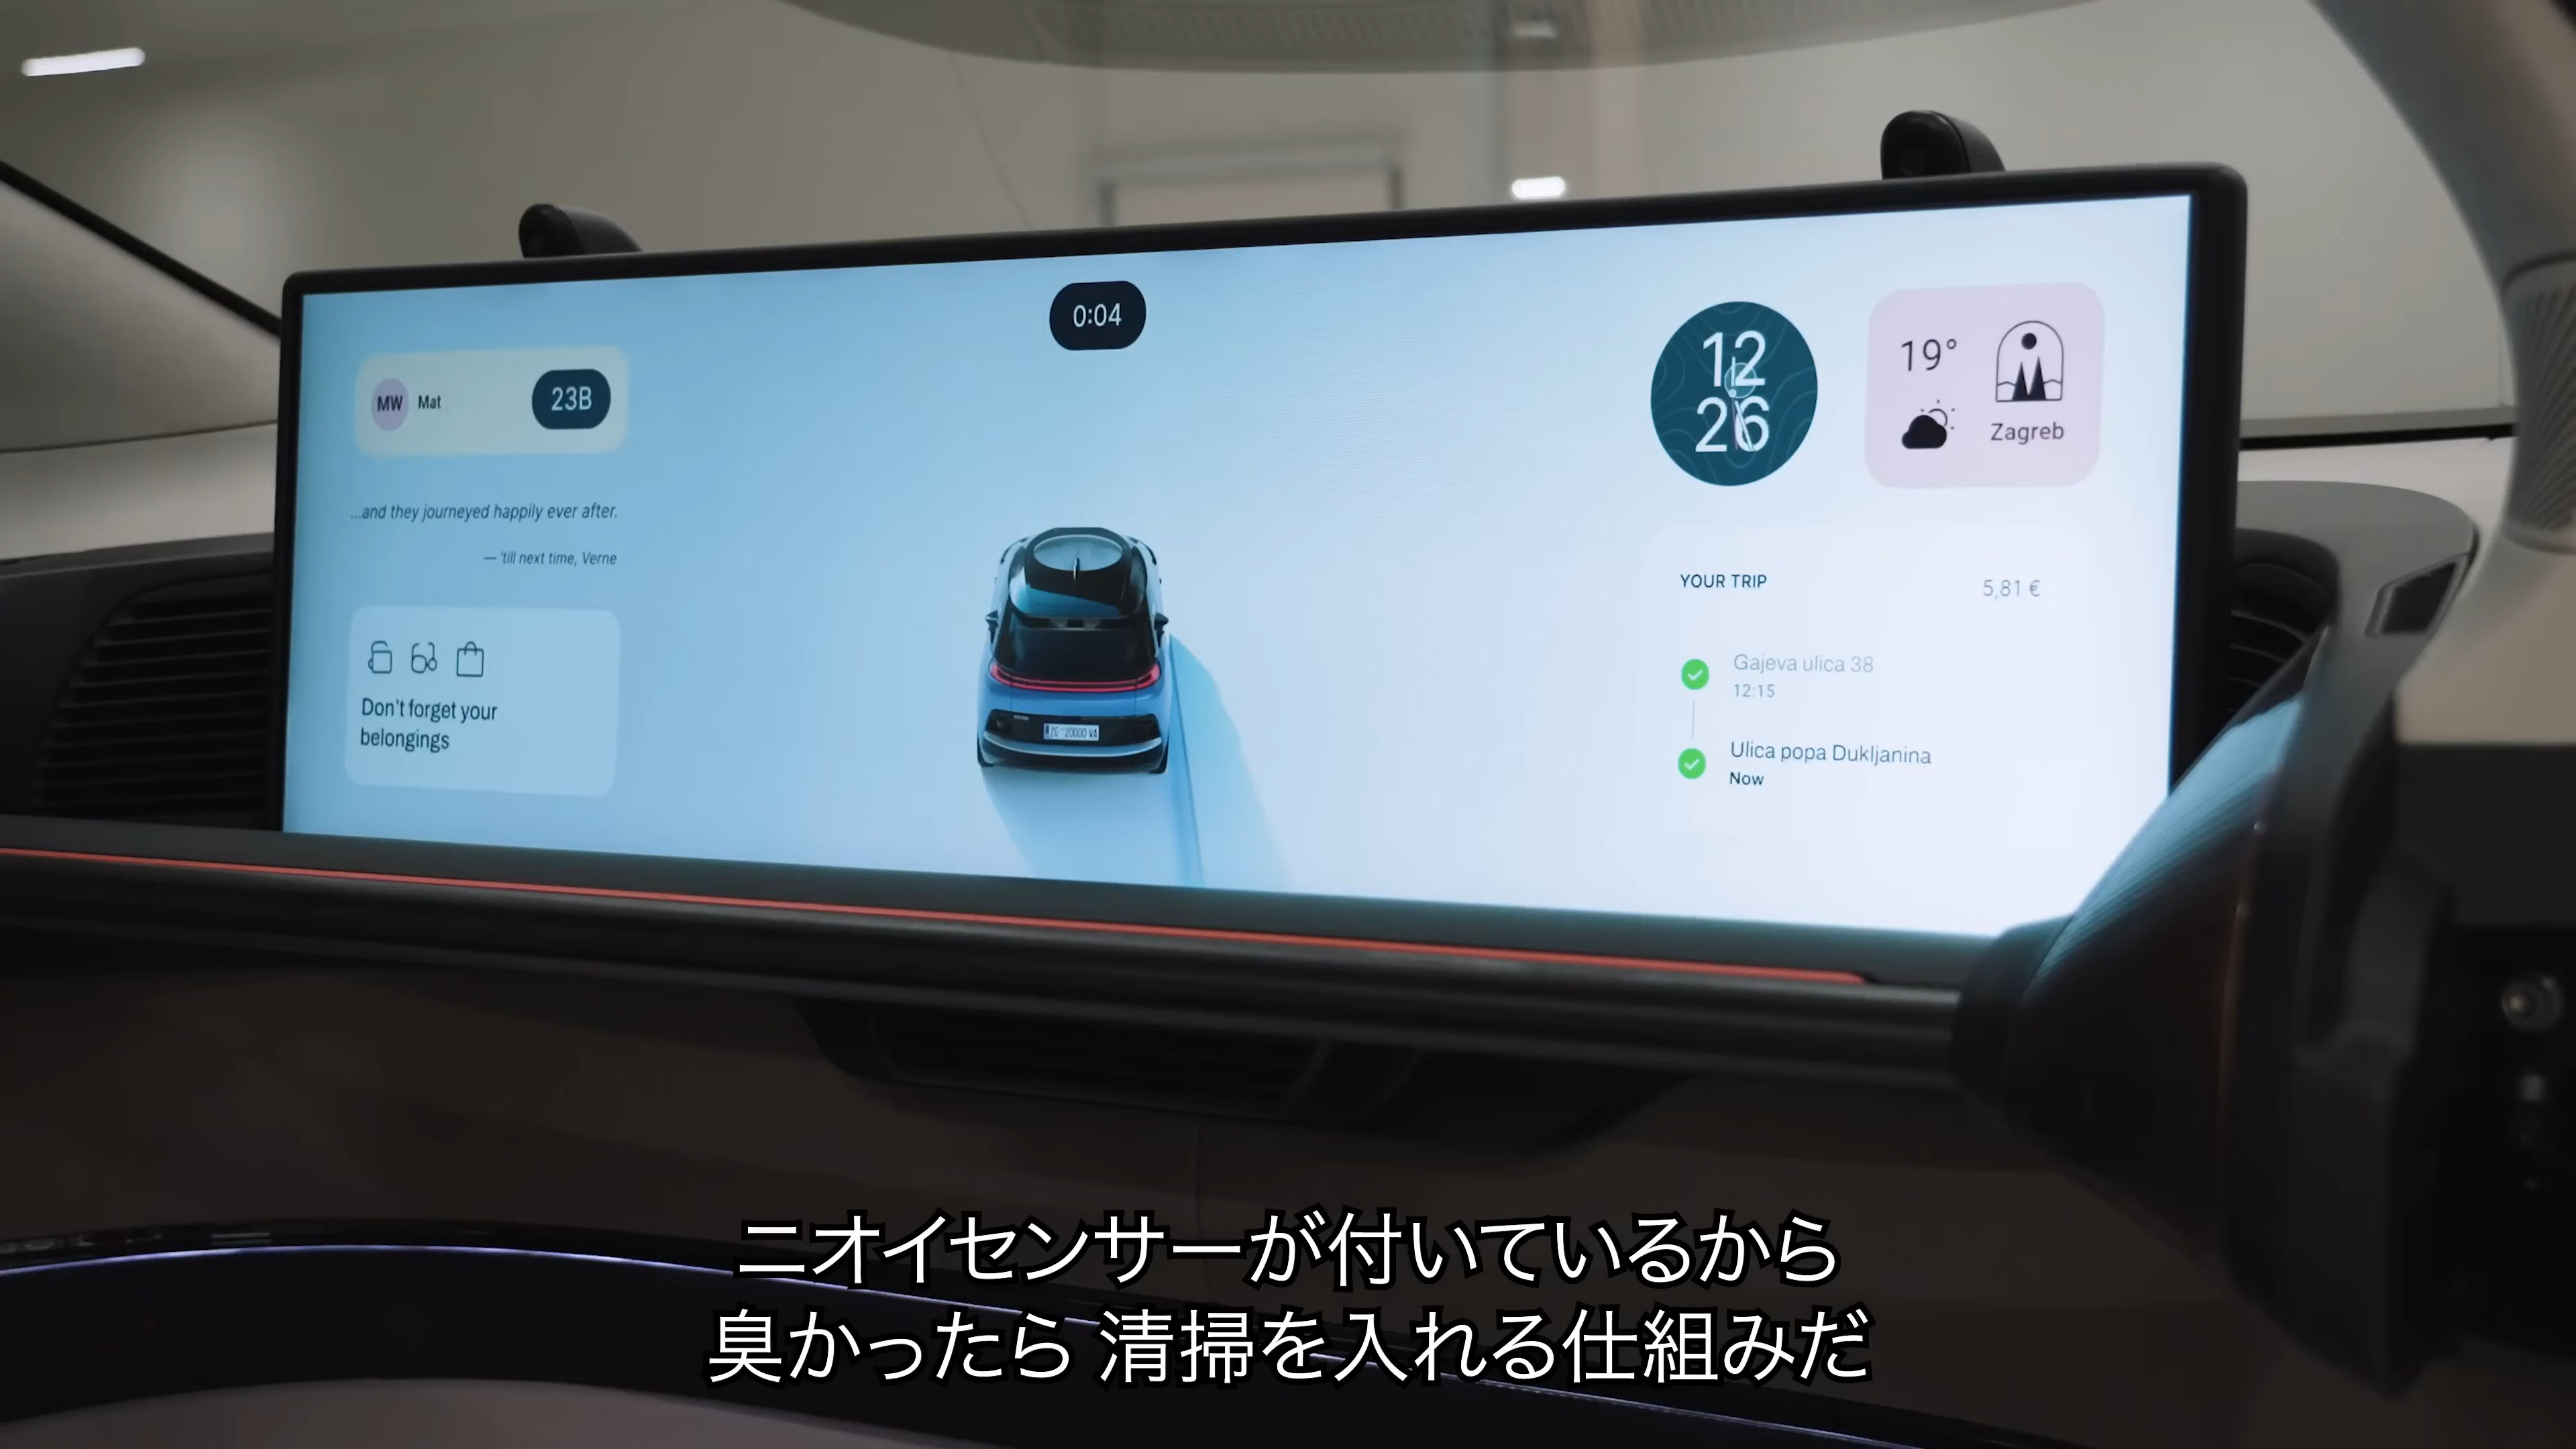 0:04
MW Mat 23B
...and they journeyed happily ever after.
— 'till next time, Verne
Don't forget your
belongings
12
26
19°
Zagreb
YOUR TRIP 5,81 €
Gajeva ulica 38
12:15
Ulica popa Dukljanina
Now
ZG 20000 VA
ニオイセンサーが付いているから
臭かったら 清掃を入れる仕組みだ